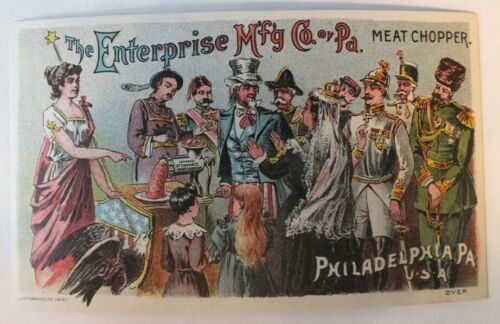 The Enterprise M'f'g Co. of Pa.
MEAT CHOPPER.
PHILADELPHIA, PA
U.S.A.
OVER